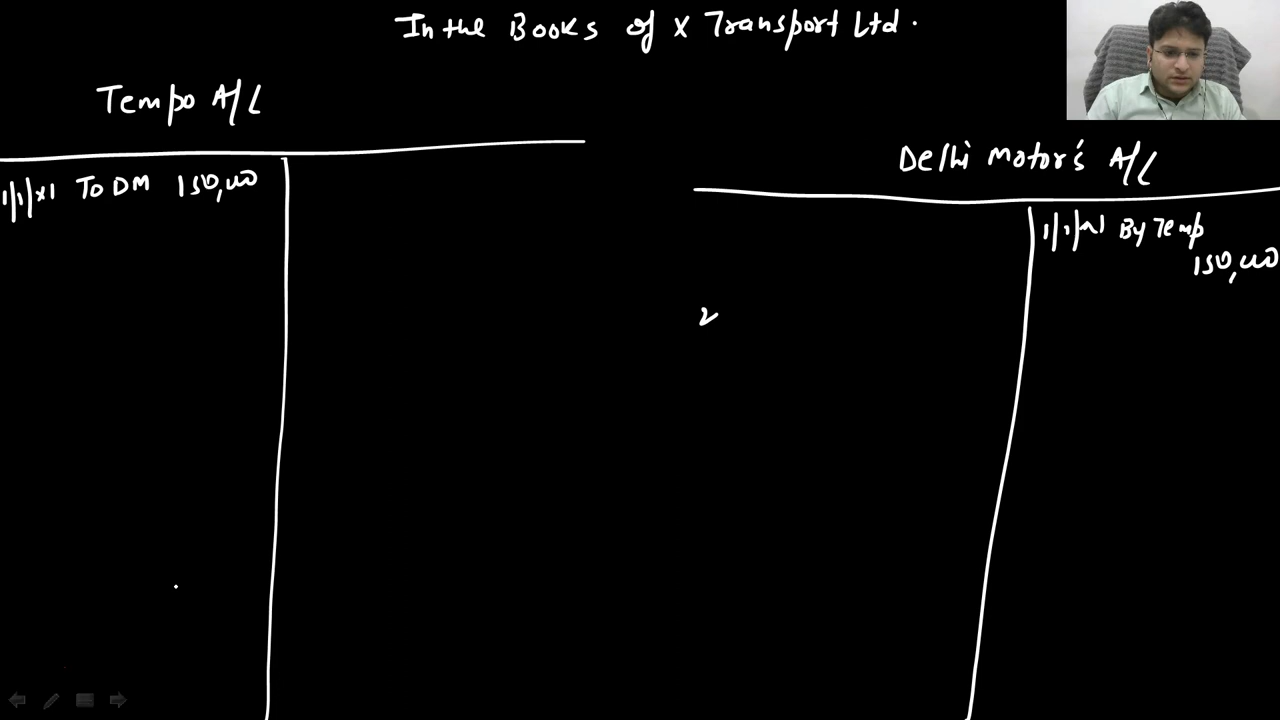 In the Books of X Transport Ltd.
Tempo A/c
1/1/x1 To DM 150,000
Delhi Motor's A/c
1/1/x1 By Temp
150,000